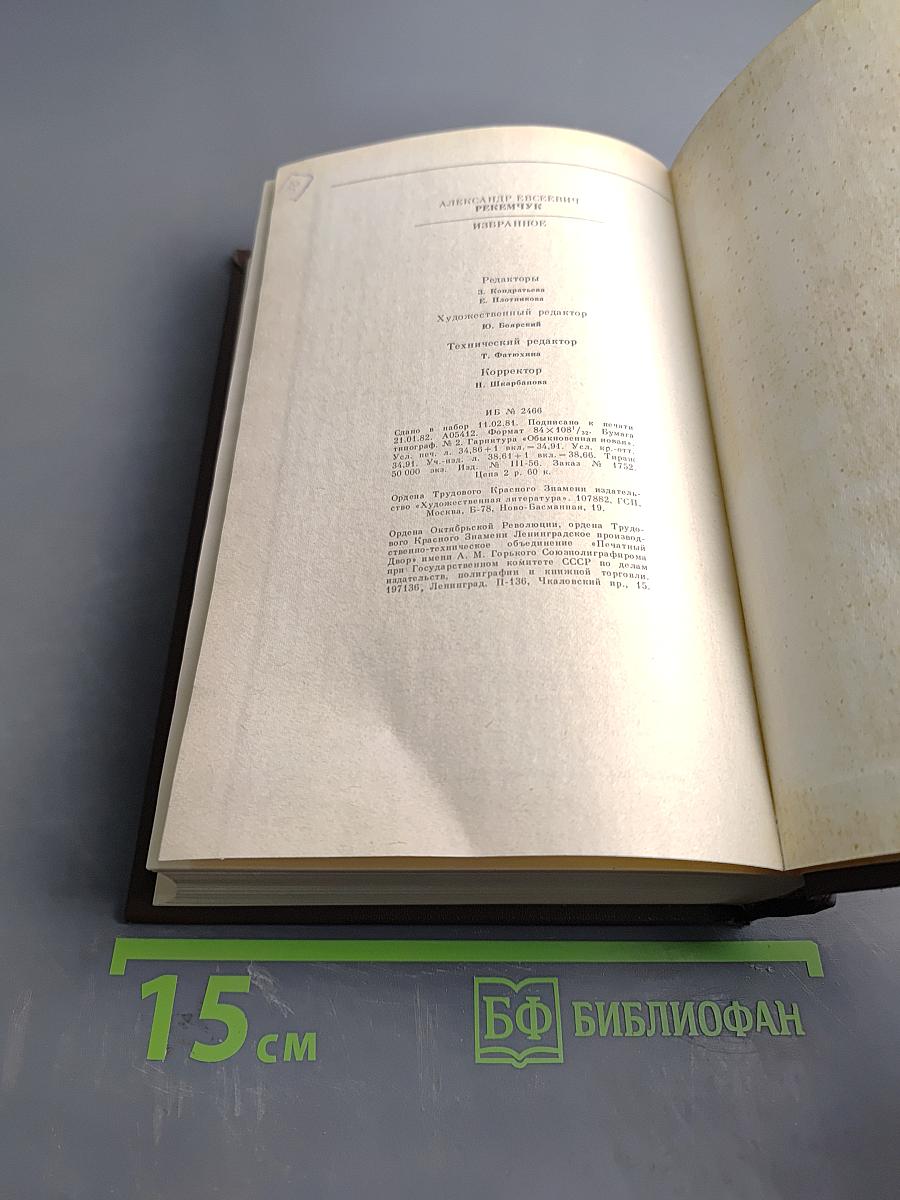 АЛЕКСАНДР ЕВСЕЕВИЧ
РЕКЕМЧУК
ИЗБРАННОЕ
Редакторы
З. Кондратьева
Е. Плотникова
Художественный редактор
Ю. Боярский
Технический редактор
Т. Фатюхина
Корректор
Н. Шкарбанова
ИБ № 2466
Сдано в набор 11.02.81. Подписано к печати
21.01.82. А05412. Формат 84×108¹/₃₂. Бумага
типограф. № 2. Гарнитура «Обыкновенная новая».
Усл. печ. л. 34,86+1 вкл.=34,91. Усл. кр.-отт.
34,91. Уч.-изд. л. 38,61+1 вкл.=38,66. Тираж
50 000 экз. Изд. № III-56. Заказ № 1752.
Цена 2 р. 60 к.
Ордена Трудового Красного Знамени издатель-
ство «Художественная литература». 107882, ГСП,
Москва, Б-78, Ново-Басманная, 19.
Ордена Октябрьской Революции, ордена Трудо-
вого Красного Знамени Ленинградское производ-
ственно-техническое объединение «Печатный
Двор» имени А. М. Горького Союзполиграфпрома
при Государственном комитете СССР по делам
издательств, полиграфии и книжной торговли.
197136, Ленинград, П-136, Чкаловский пр., 15.
15 см
БФ БИБЛИОФАН